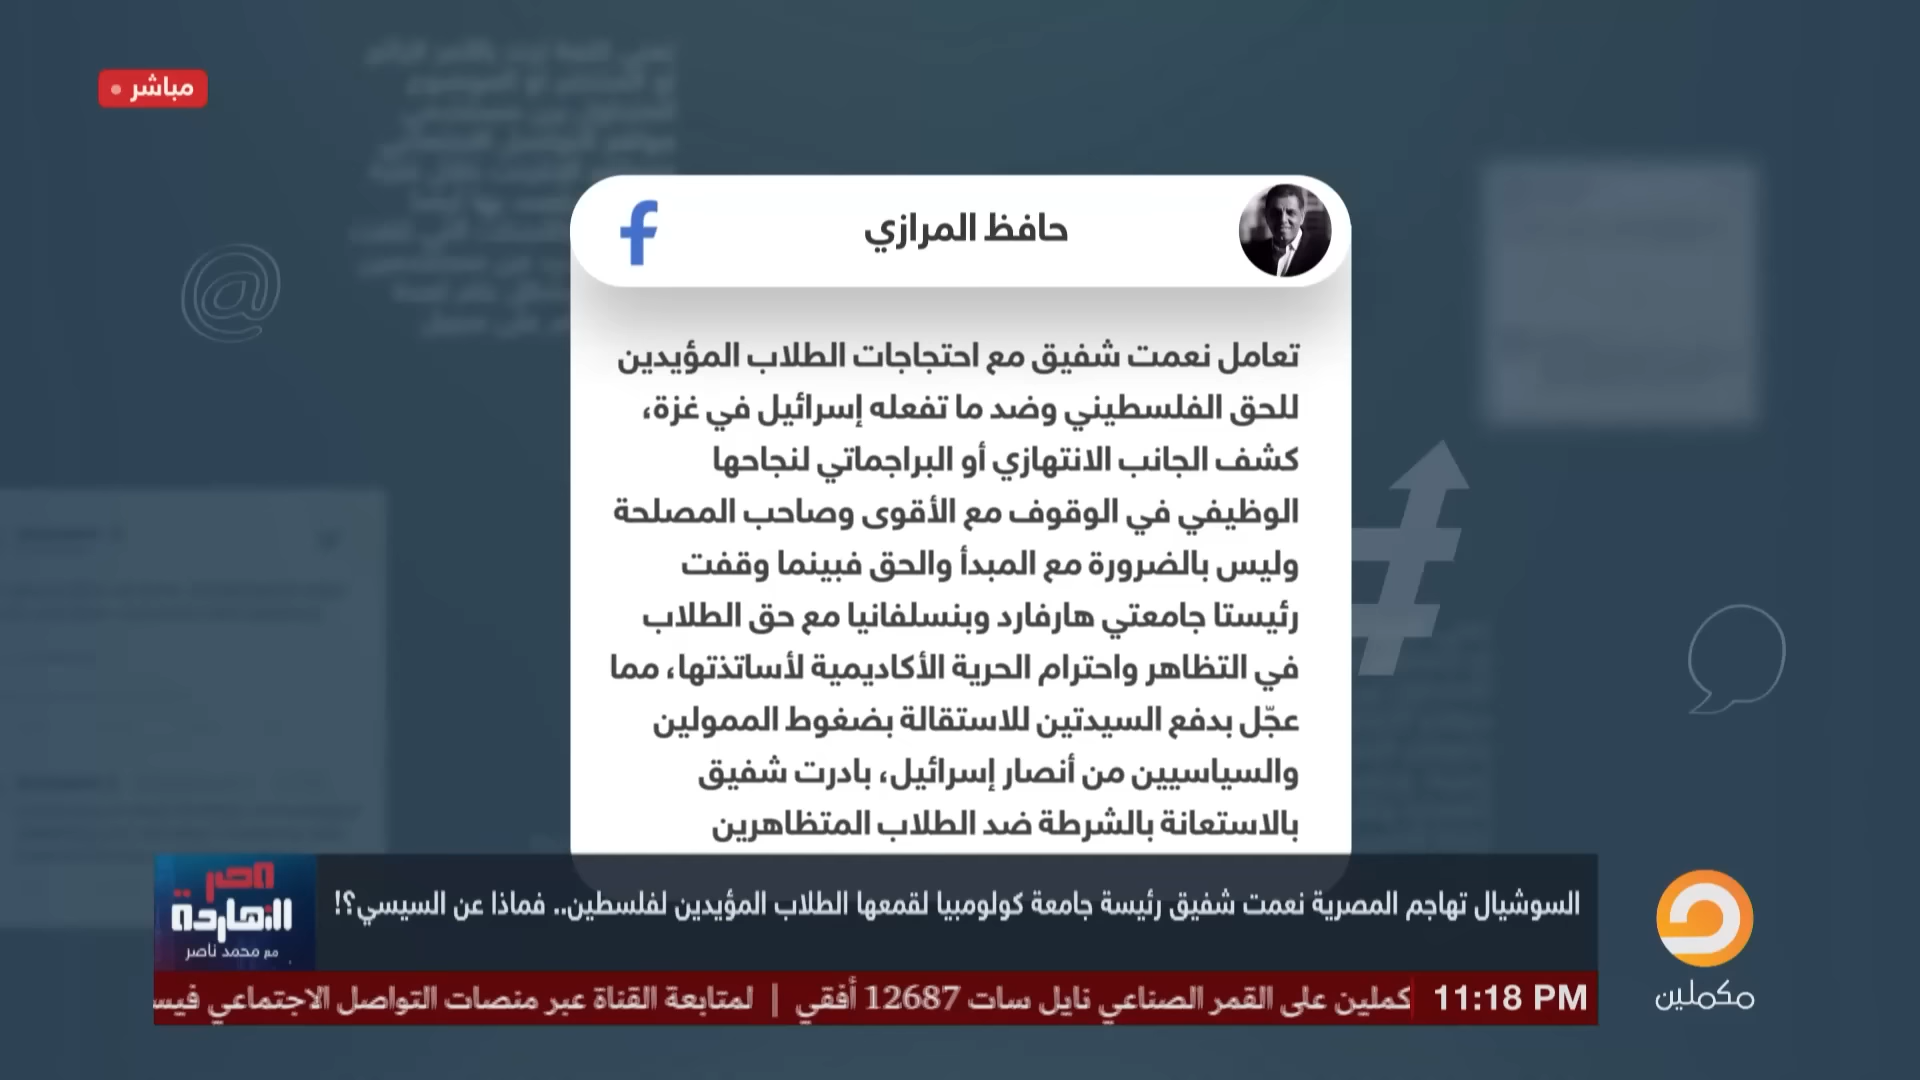 مباشر
حافظ المرازي
تعامل نعمت شفيق مع احتجاجات الطلاب المؤيدين
للحق الفلسطيني وضد ما تفعله إسرائيل في غزة،
كشف الجانب الانتهازي أو البراجماتي لنجاحها
الوظيفي في الوقوف مع الأقوى وصاحب المصلحة
وليس بالضرورة مع المبدأ والحق فبينما وقفت
رئيستا جامعتي هارفارد وبنسلفانيا مع حق الطلاب
في التظاهر واحترام الحرية الأكاديمية لأساتذتها، مما
عجّل بدفع السيدتين للاستقالة بضغوط الممولين
والسياسيين من أنصار إسرائيل، بادرت شفيق
بالاستعانة بالشرطة ضد الطلاب المتظاهرين
السوشيال تهاجم المصرية نعمت شفيق رئيسة جامعة كولومبيا لقمعها الطلاب المؤيدين لفلسطين.. فماذا عن السيسي؟!
مصر
النهاردة
مع محمد ناصر
11:18 PM
كملين على القمر الصناعي نايل سات 12687 أفقي | لمتابعة القناة عبر منصات التواصل الاجتماعي فيس
مكملين